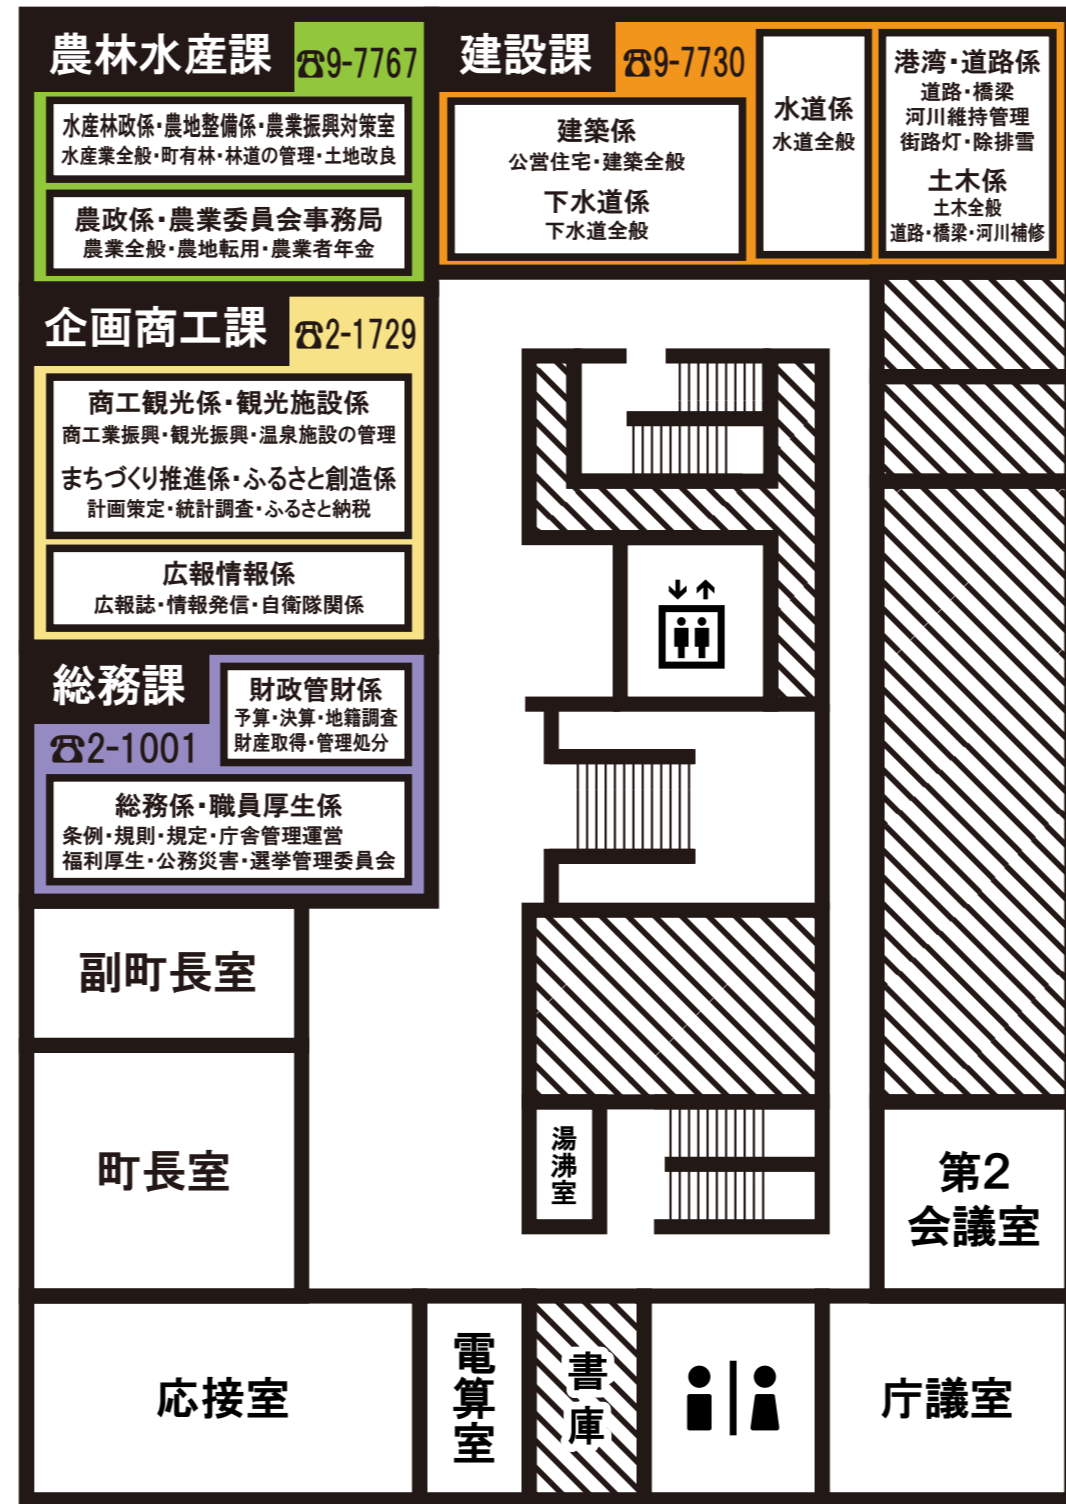 農林水産課
☎9-7767
水産林政係・農地整備係・農業振興対策室
水産業全般・町有林・林道の管理・土地改良
農政係・農業委員会事務局
農業全般・農地転用・農業者年金
建設課
☎9-7730
建築係
公営住宅・建築全般
下水道係
下水道全般
水道係
水道全般
港湾・道路係
道路・橋梁
河川維持管理
街路灯・除排雪
土木係
土木全般
道路・橋梁・河川補修
企画商工課
☎2-1729
商工観光係・観光施設係
商工業振興・観光振興・温泉施設の管理
まちづくり推進係・ふるさと創造係
計画策定・統計調査・ふるさと納税
広報情報係
広報誌・情報発信・自衛隊関係
総務課
☎2-1001
財政管財係
予算・決算・地籍調査
財産取得・管理処分
総務係・職員厚生係
条例・規則・規定・庁舎管理運営
福利厚生・公務災害・選挙管理委員会
副町長室
町長室
湯沸室
第2
会議室
応接室
電算室
書庫
庁議室